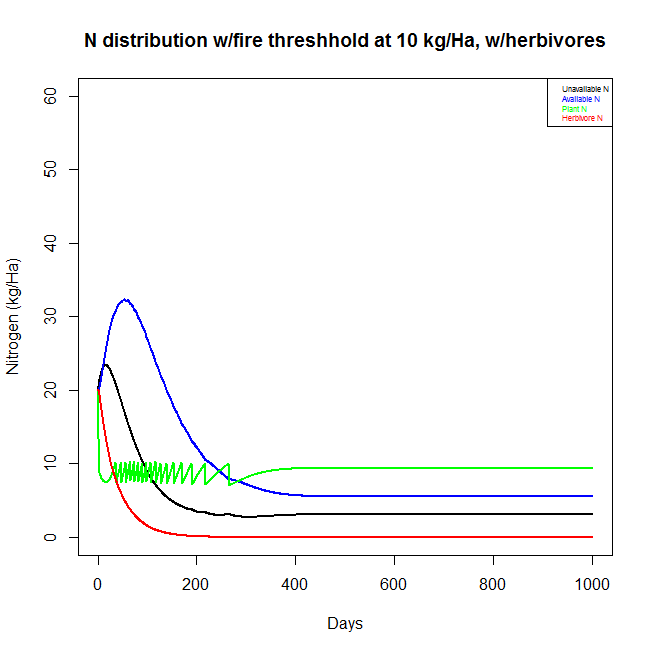 N distribution w/fire threshhold at 10 kg/Ha, w/herbivores
Unavailable N
Available N
Plant N
Herbivore N
Nitrogen (kg/Ha)
60
50
40
30
20
10
0
0 200 400 600 800 1000
Days